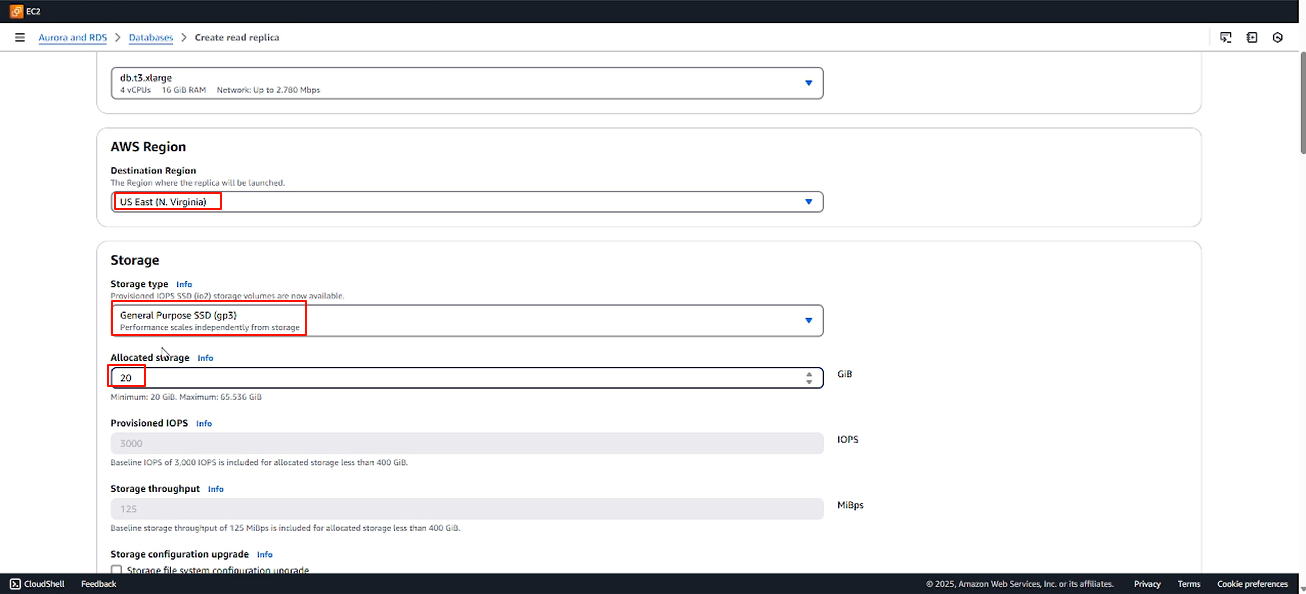 EC2
Aurora and RDS > Databases > Create read replica
db.t3.xlarge
4 vCPUs 16 GiB RAM Network: Up to 2.780 Mbps
AWS Region
Destination Region
The Region where the replica will be launched.
US East (N. Virginia)
Storage
Storage type Info
Provisioned IOPS SSD (io2) storage volumes are now available.
General Purpose SSD (gp3)
Performance scales independently from storage
Allocated storage Info
20 GiB
Minimum: 20 GiB. Maximum: 65.536 GiB
Provisioned IOPS Info
3000 IOPS
Baseline IOPS of 3,000 IOPS is included for allocated storage less than 400 GiB.
Storage throughput Info
125 MiBps
Baseline storage throughput of 125 MiBps is included for allocated storage less than 400 GiB.
Storage configuration upgrade Info
Storage file system configuration upgrade
CloudShell Feedback © 2025, Amazon Web Services, Inc. or its affiliates. Privacy Terms Cookie preferences